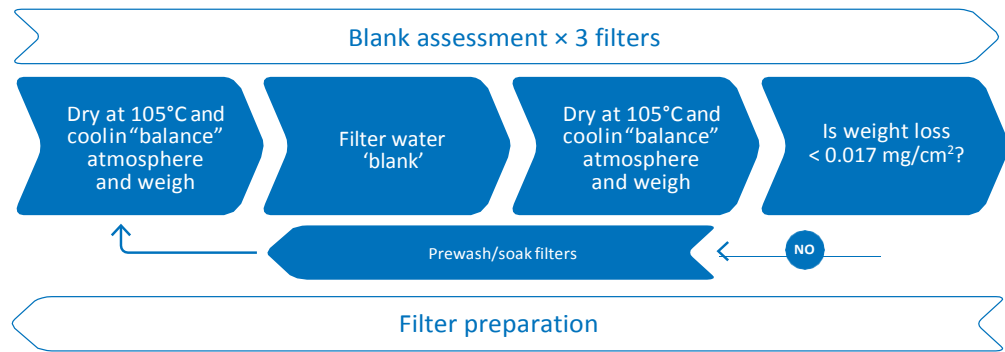 Blank assessment × 3 filters
Dry at 105°C and
coolin “balance”
atmosphere
and weigh
Filter water
‘blank’
Dry at 105°C and
coolin “balance”
atmosphere
and weigh
Is weight loss
< 0.017 mg/cm²?
Prewash/soak filters
NO
Filter preparation